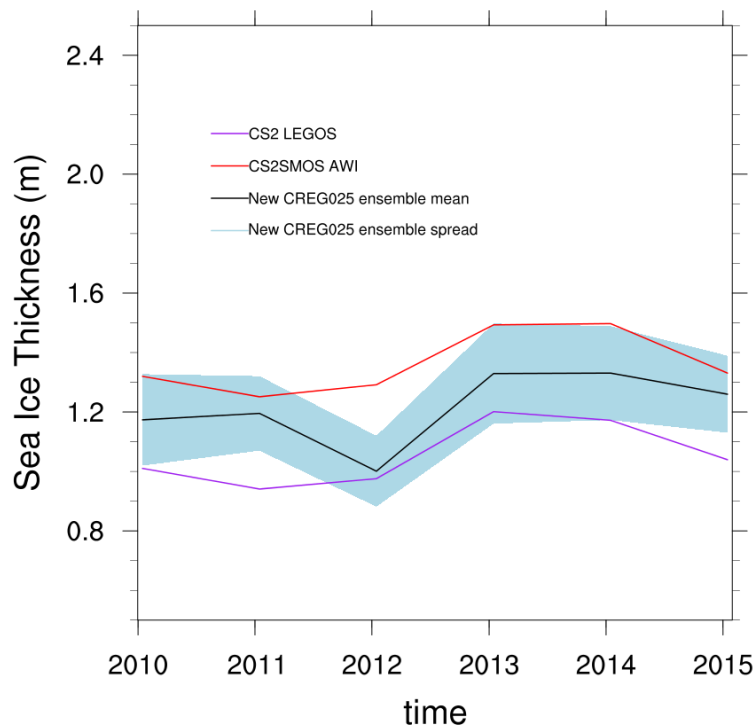 2.4
2.0
1.6
1.2
0.8
Sea Ice Thickness (m)
CS2 LEGOS
CS2SMOS AWI
New CREG025 ensemble mean
New CREG025 ensemble spread
2010 2011 2012 2013 2014 2015
time